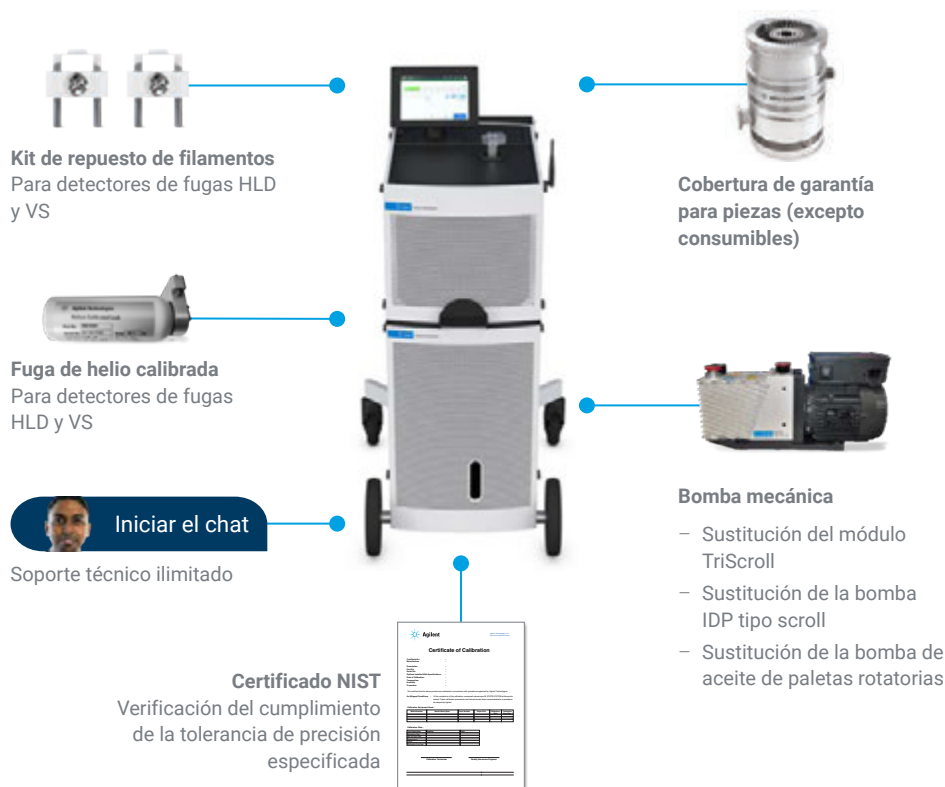 Kit de repuesto de filamentos
Para detectores de fugas HLD
y VS
Cobertura de garantía
para piezas (excepto
consumibles)
Agilent Technologies
Fuga de helio calibrada
Para detectores de fugas
HLD y VS
Iniciar el chat
Soporte técnico ilimitado
Bomba mecánica
– Sustitución del módulo
TriScroll
– Sustitución de la bomba
IDP tipo scroll
– Sustitución de la bomba de
aceite de paletas rotatorias
Agilent
Certificate of Calibration
Certificado NIST
Verificación del cumplimiento
de la tolerancia de precisión
especificada